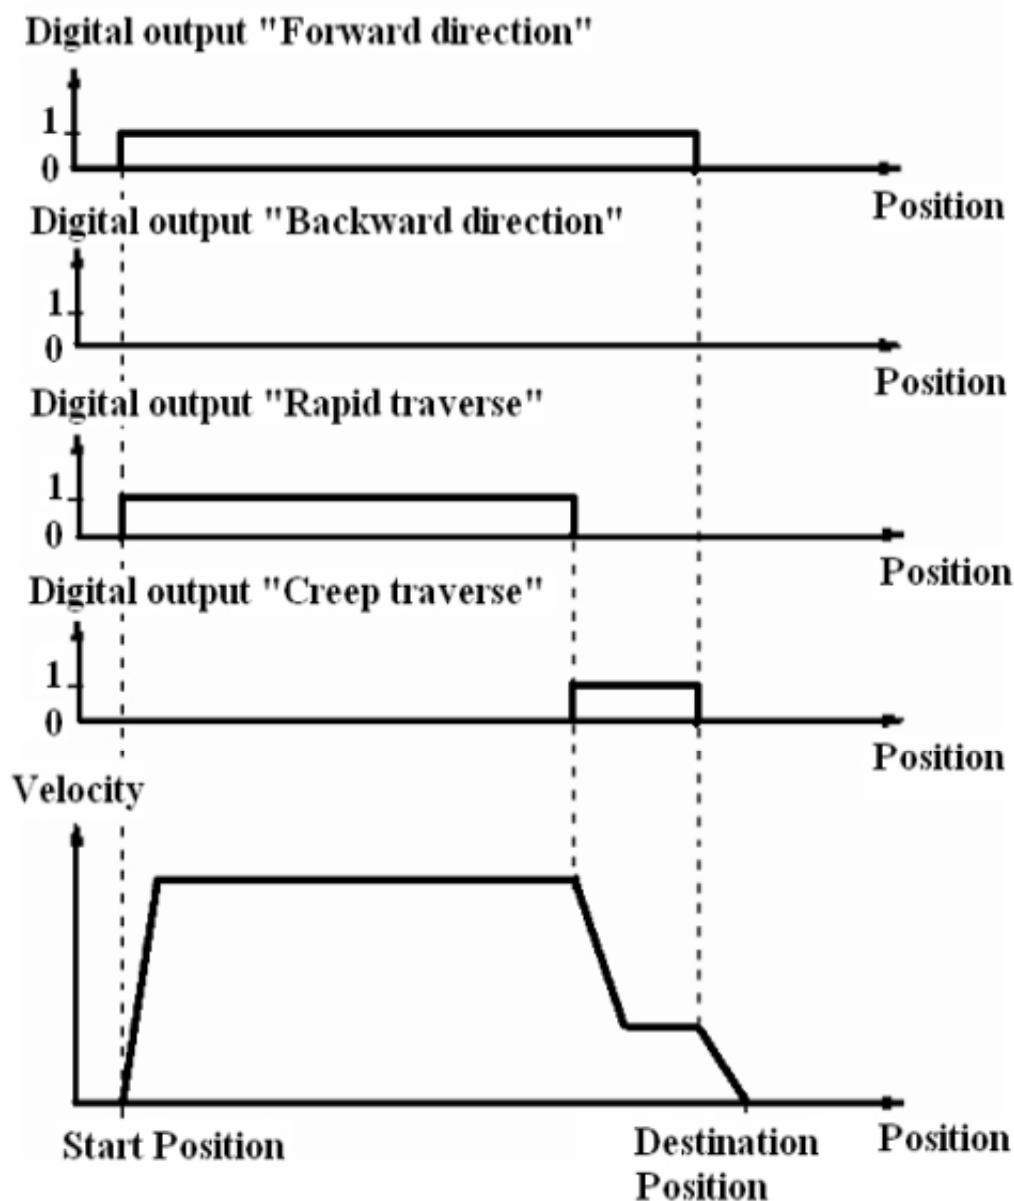 Digital output "Forward direction"
1
0
Position
Digital output "Backward direction"
1
0
Position
Digital output "Rapid traverse"
1
0
Position
Digital output "Creep traverse"
1
0
Position
Velocity
Start Position
Destination
Position
Position